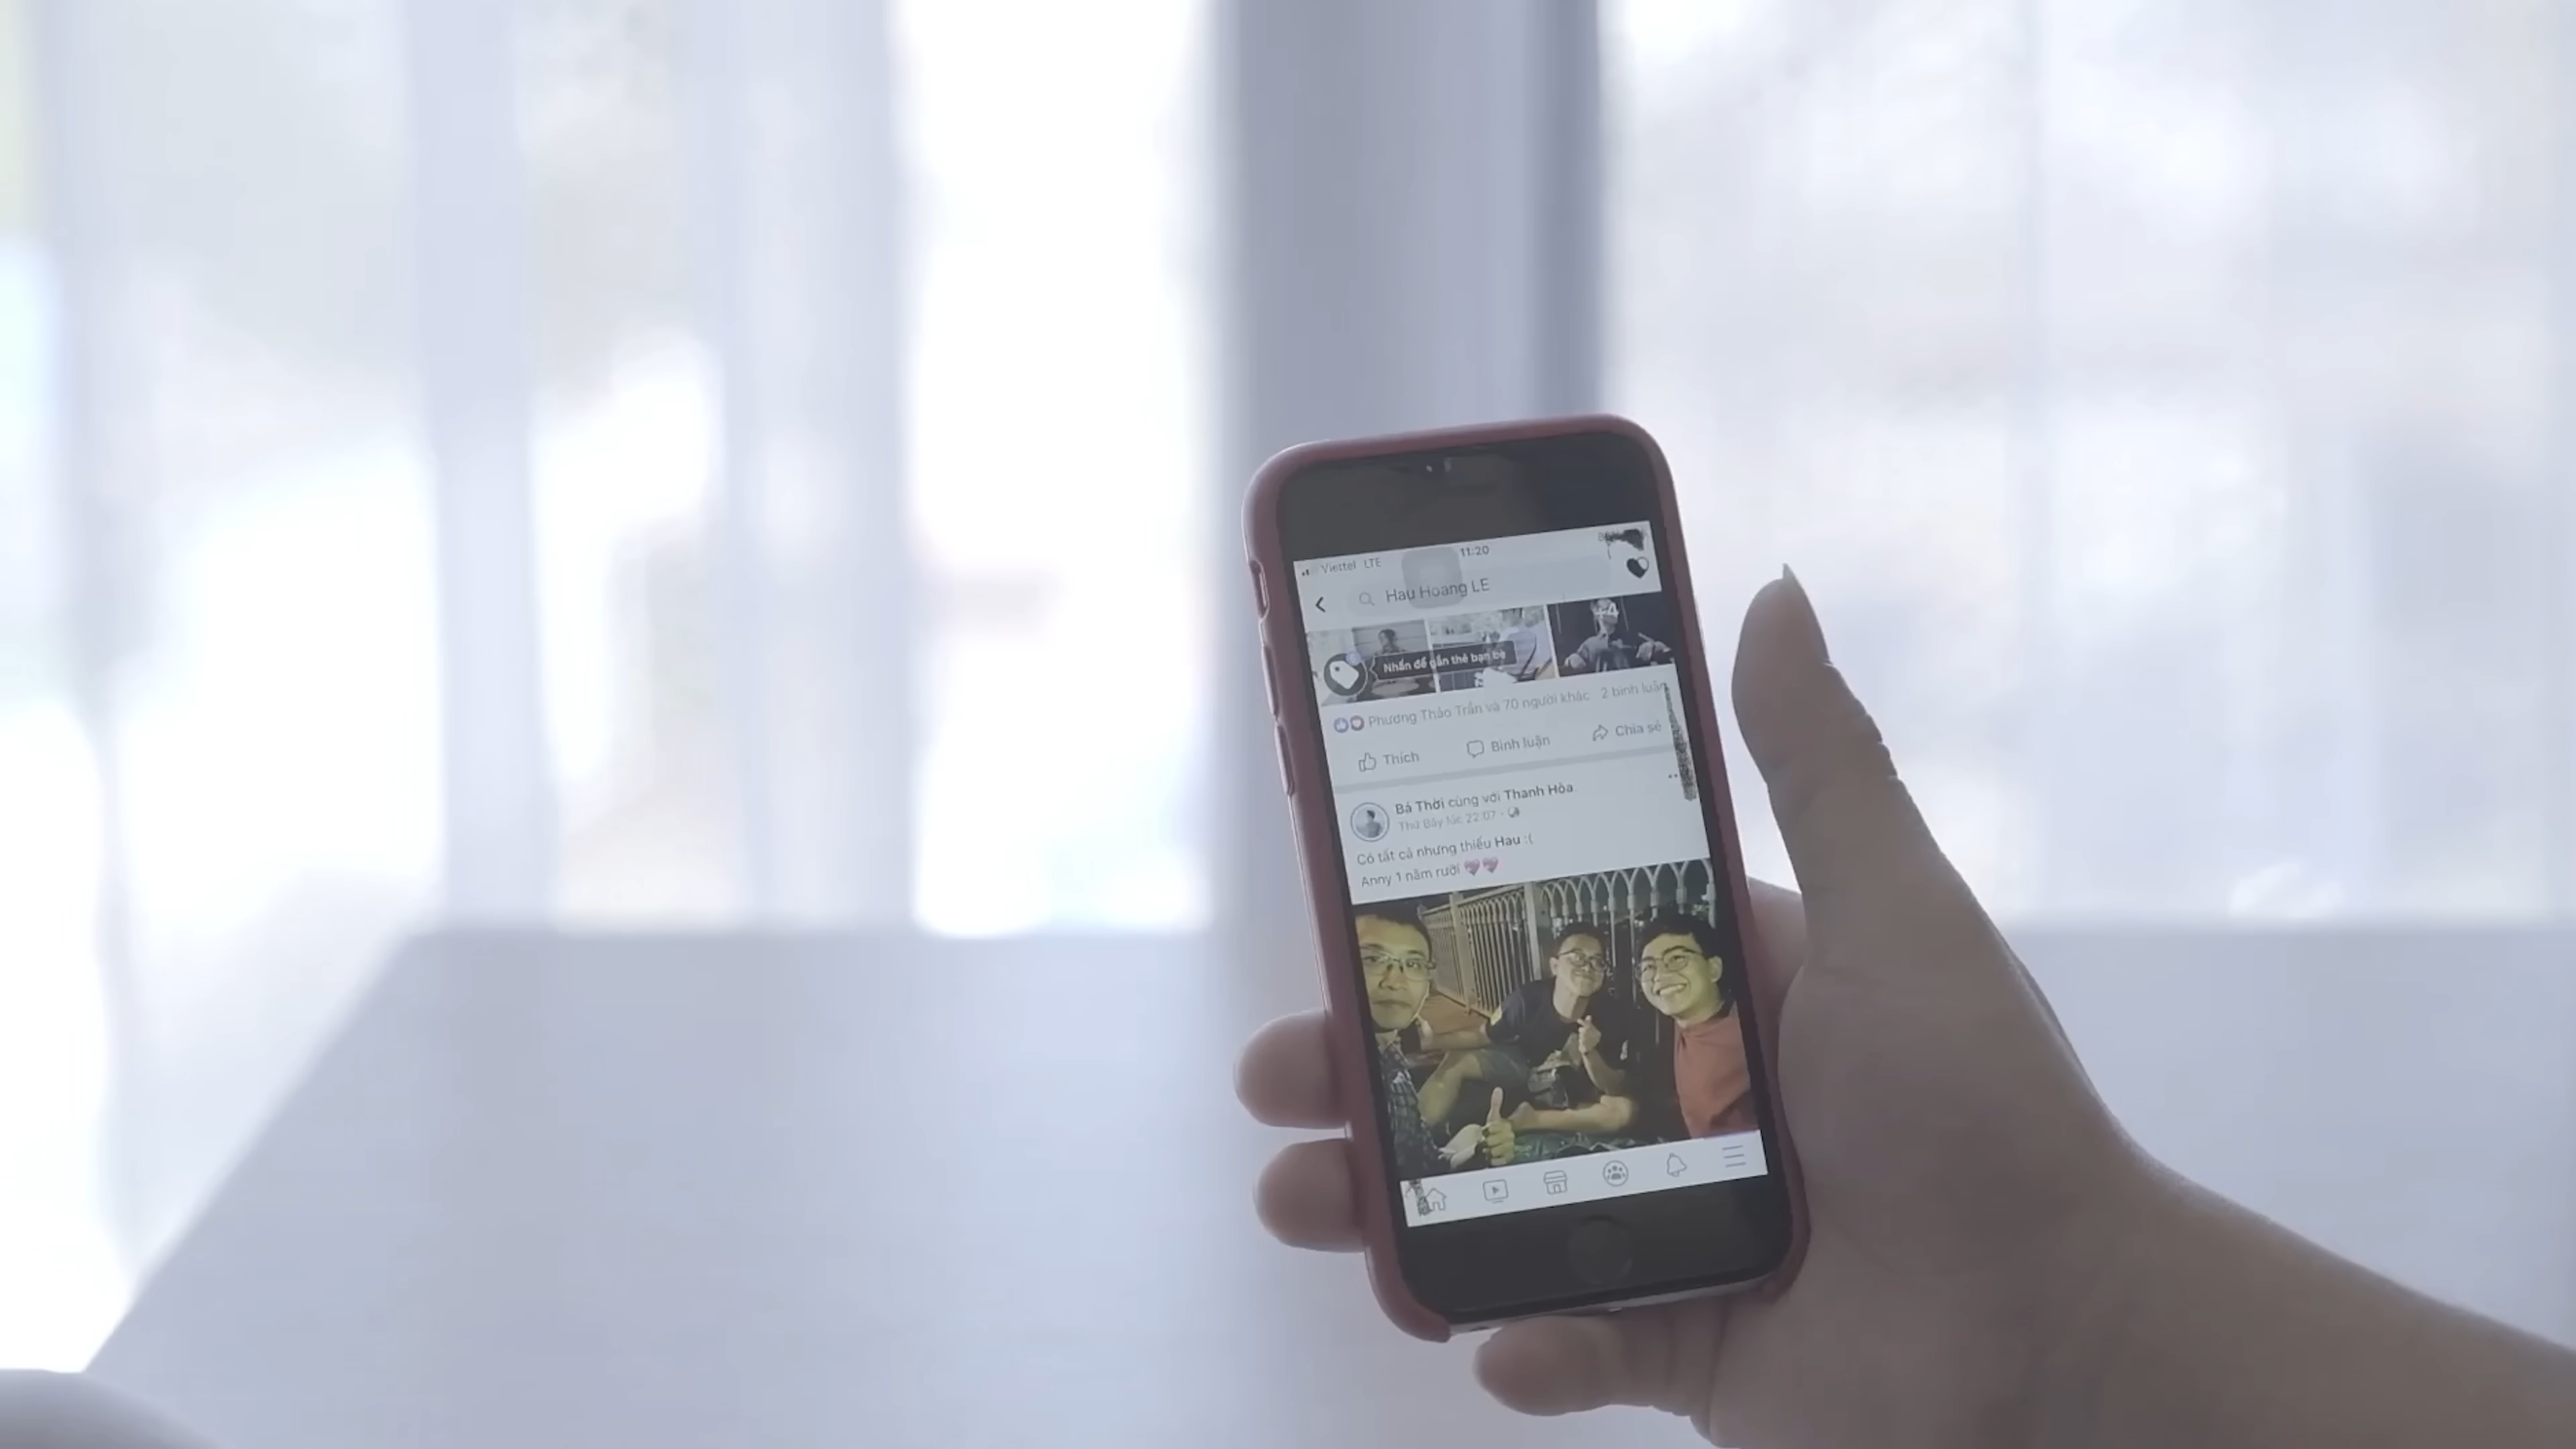 Viettel LTE 11:20
Hau Hoang LE
+4
Nhấn để gắn thẻ bạn bè
Phương Thảo Trần và 70 người khác 2 bình luận
Thích Bình luận Chia sẻ
Bá Thời cùng với Thanh Hòa.
Thứ Bảy lúc 22:07 ·
Có tất cả nhưng thiếu Hau :(
Anny 1 năm rưỡi 💖💖